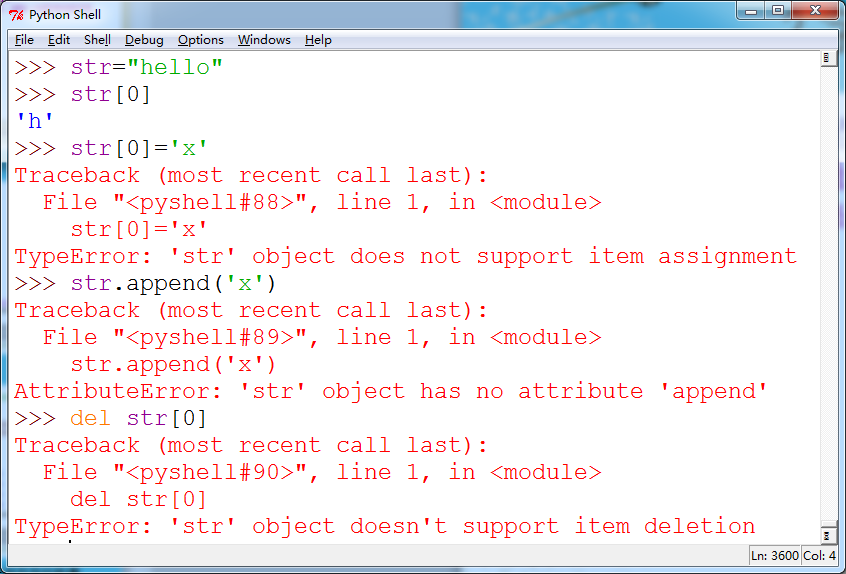 Python Shell
File Edit Shell Debug Options Windows Help
>>> str="hello"
>>> str[0]
'h'
>>> str[0]='x'
Traceback (most recent call last):
  File "<pyshell#88>", line 1, in <module>
    str[0]='x'
TypeError: 'str' object does not support item assignment
>>> str.append('x')
Traceback (most recent call last):
  File "<pyshell#89>", line 1, in <module>
    str.append('x')
AttributeError: 'str' object has no attribute 'append'
>>> del str[0]
Traceback (most recent call last):
  File "<pyshell#90>", line 1, in <module>
    del str[0]
TypeError: 'str' object doesn't support item deletion
Ln: 3600 Col: 4